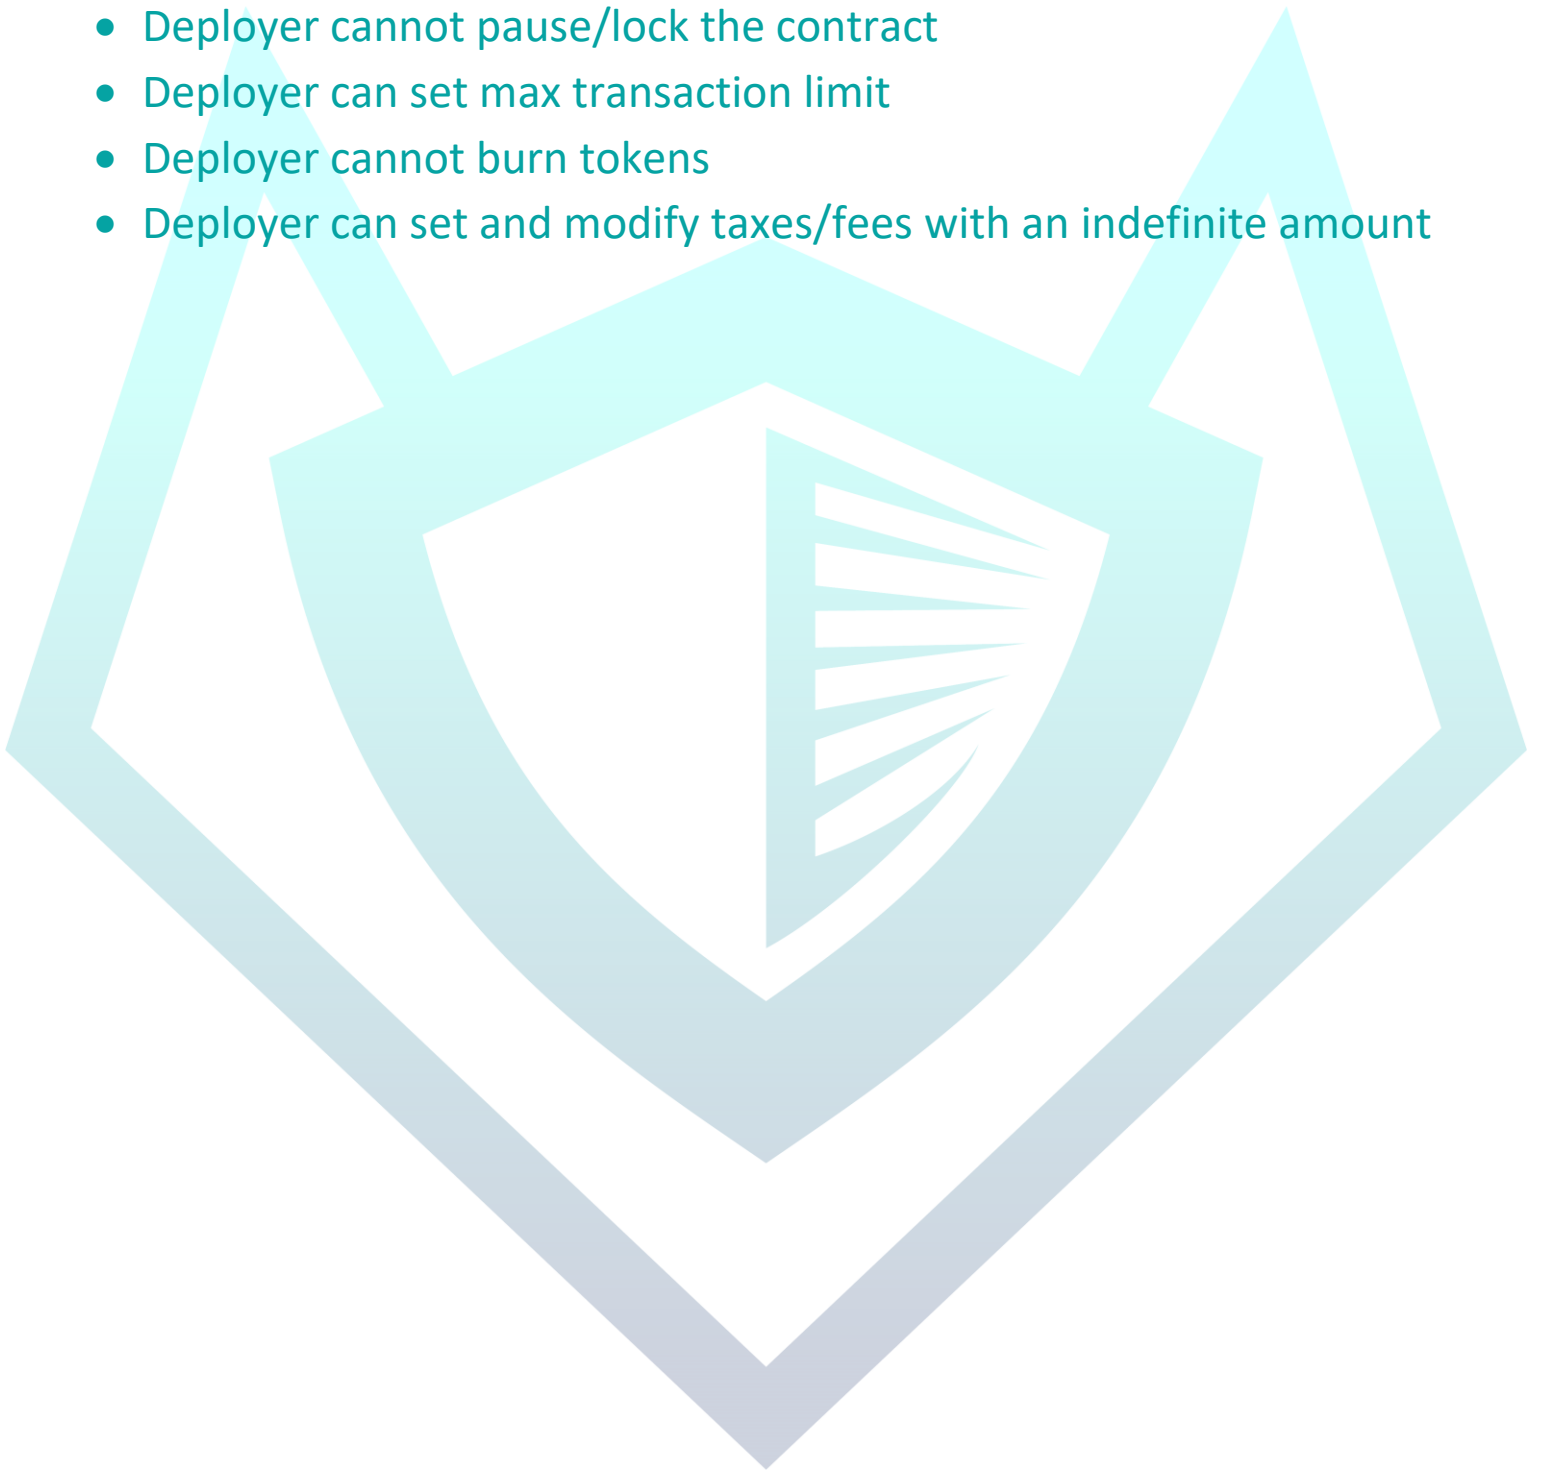 • Deployer cannot pause/lock the contract
• Deployer can set max transaction limit
• Deployer cannot burn tokens
• Deployer can set and modify taxes/fees with an indefinite amount